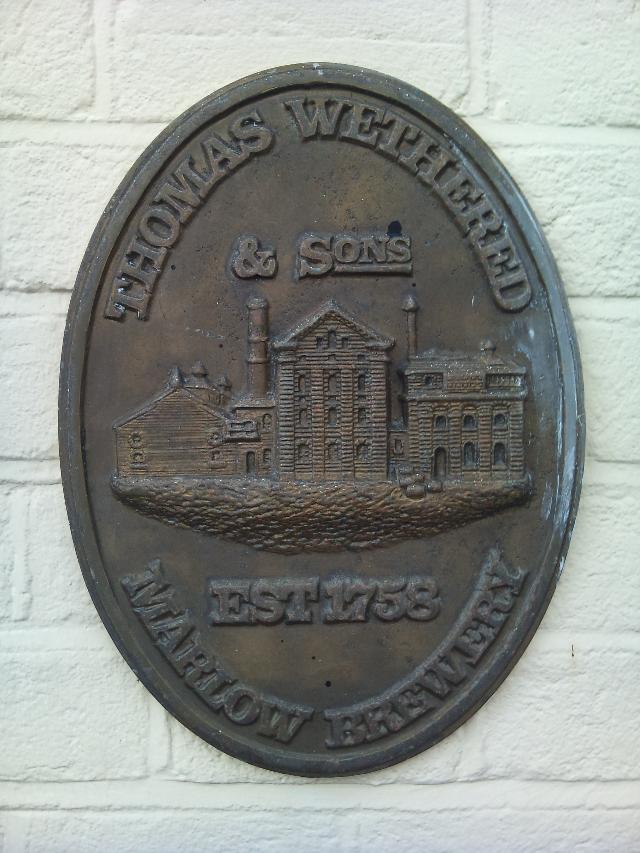 THOMAS WETHERED
& SONS
EST 1758
MARLOW BREWERY